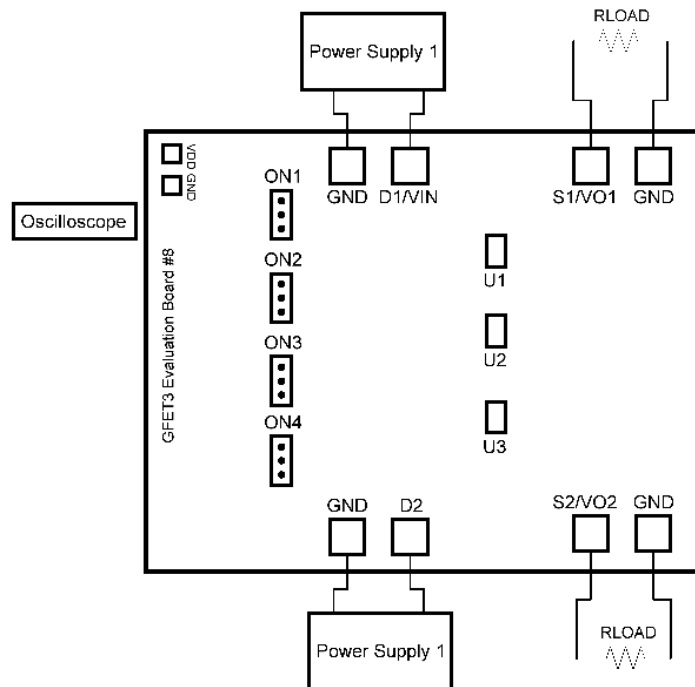 RLOAD
Power Supply 1
VDD GND
ON1
GND D1/VIN S1/VO1 GND
Oscilloscope
ON2
U1
GFET3 Evaluation Board #8
ON3
U2
ON4
U3
GND D2 S2/VO2 GND
RLOAD
Power Supply 1